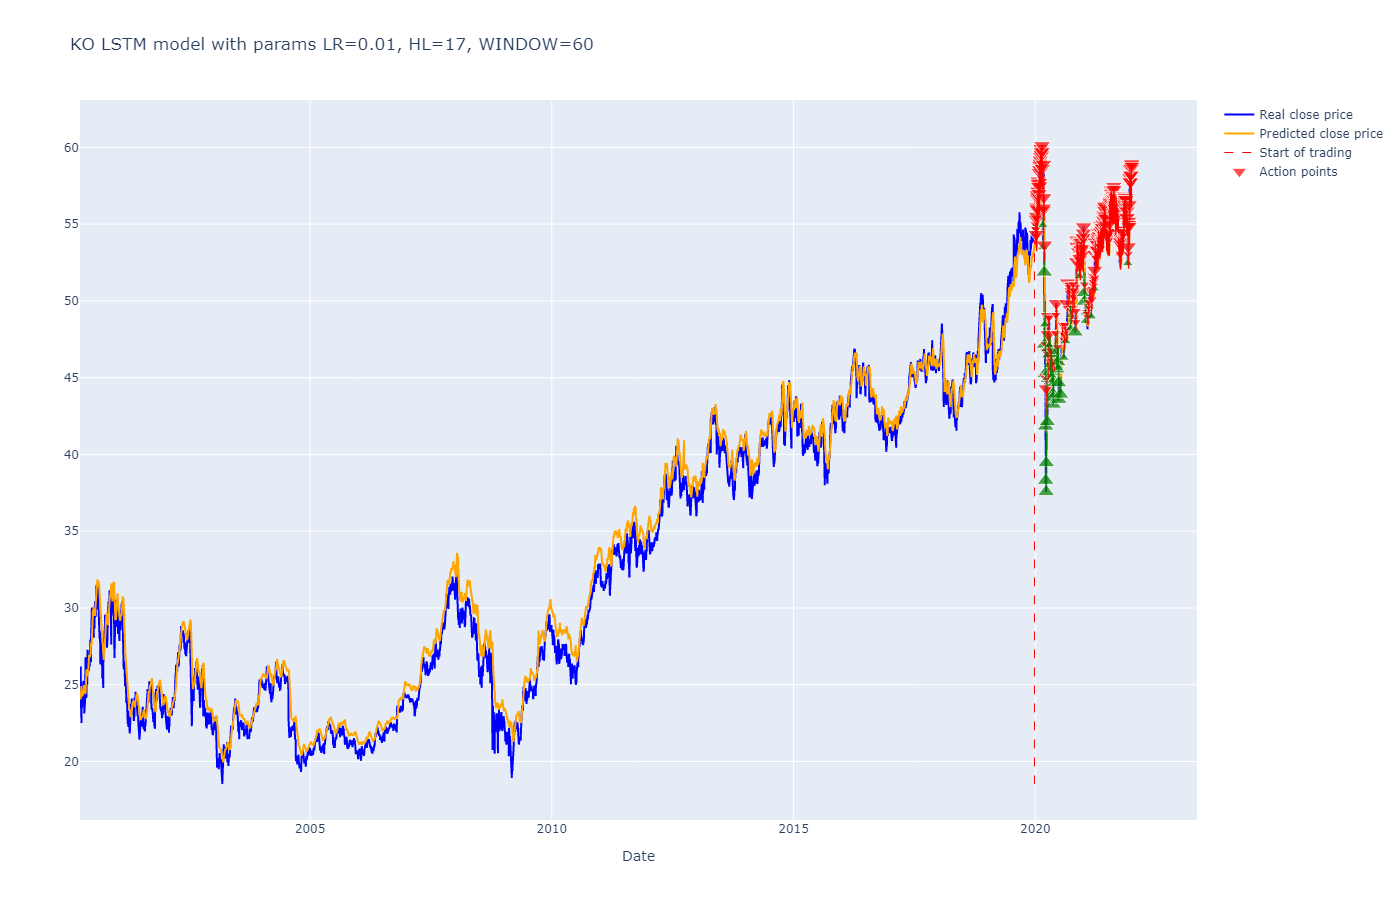 KO LSTM model with params LR=0.01, HL=17, WINDOW=60
Real close price
Predicted close price
Start of trading
Action points
60
55
50
45
40
35
30
25
20
2005
2010
2015
2020
Date